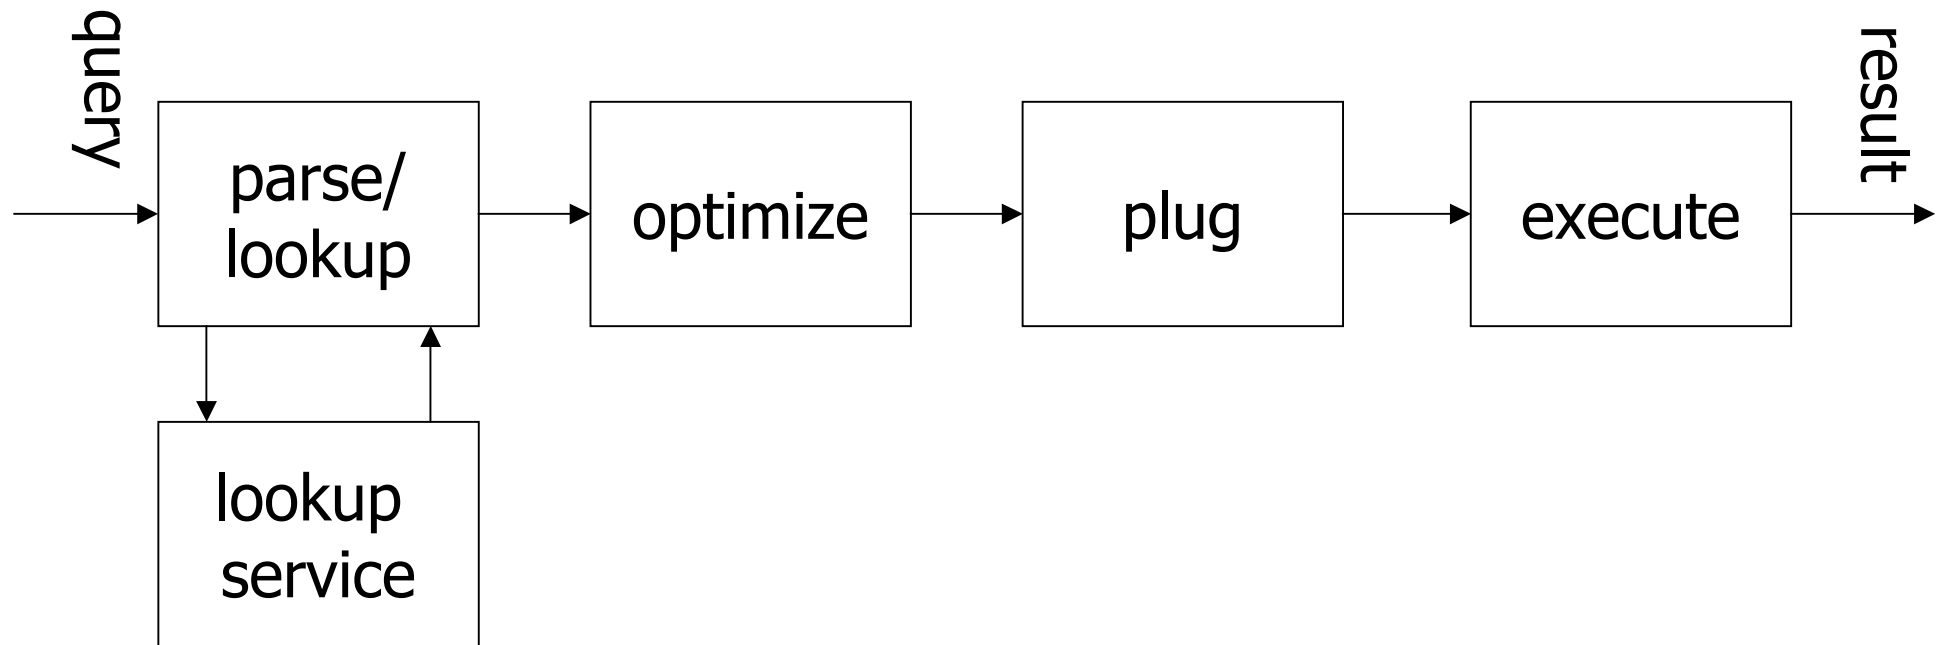 query
parse/
lookup
optimize
plug
execute
result
lookup
service